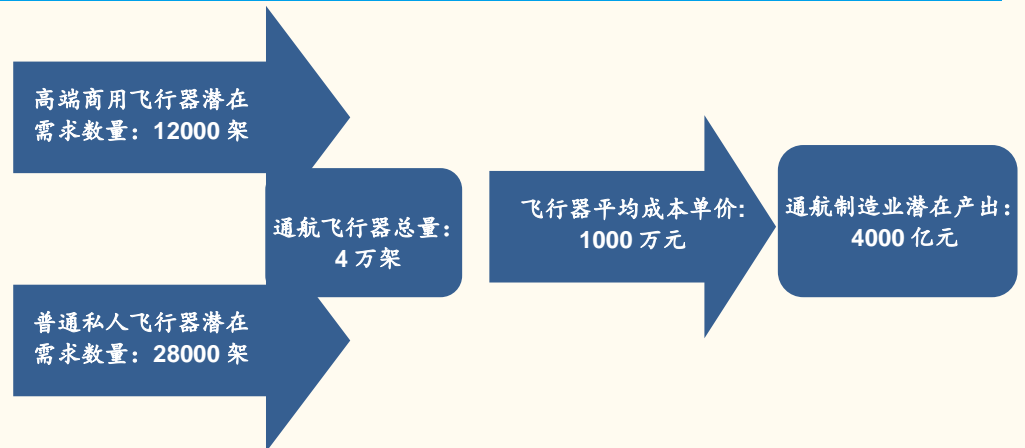 高端商用飞行器潜在
需求数量：12000 架
通航飞行器总量：
4 万架
普通私人飞行器潜在
需求数量：28000 架
飞行器平均成本单价:
1000 万元
通航制造业潜在产出：
4000 亿元